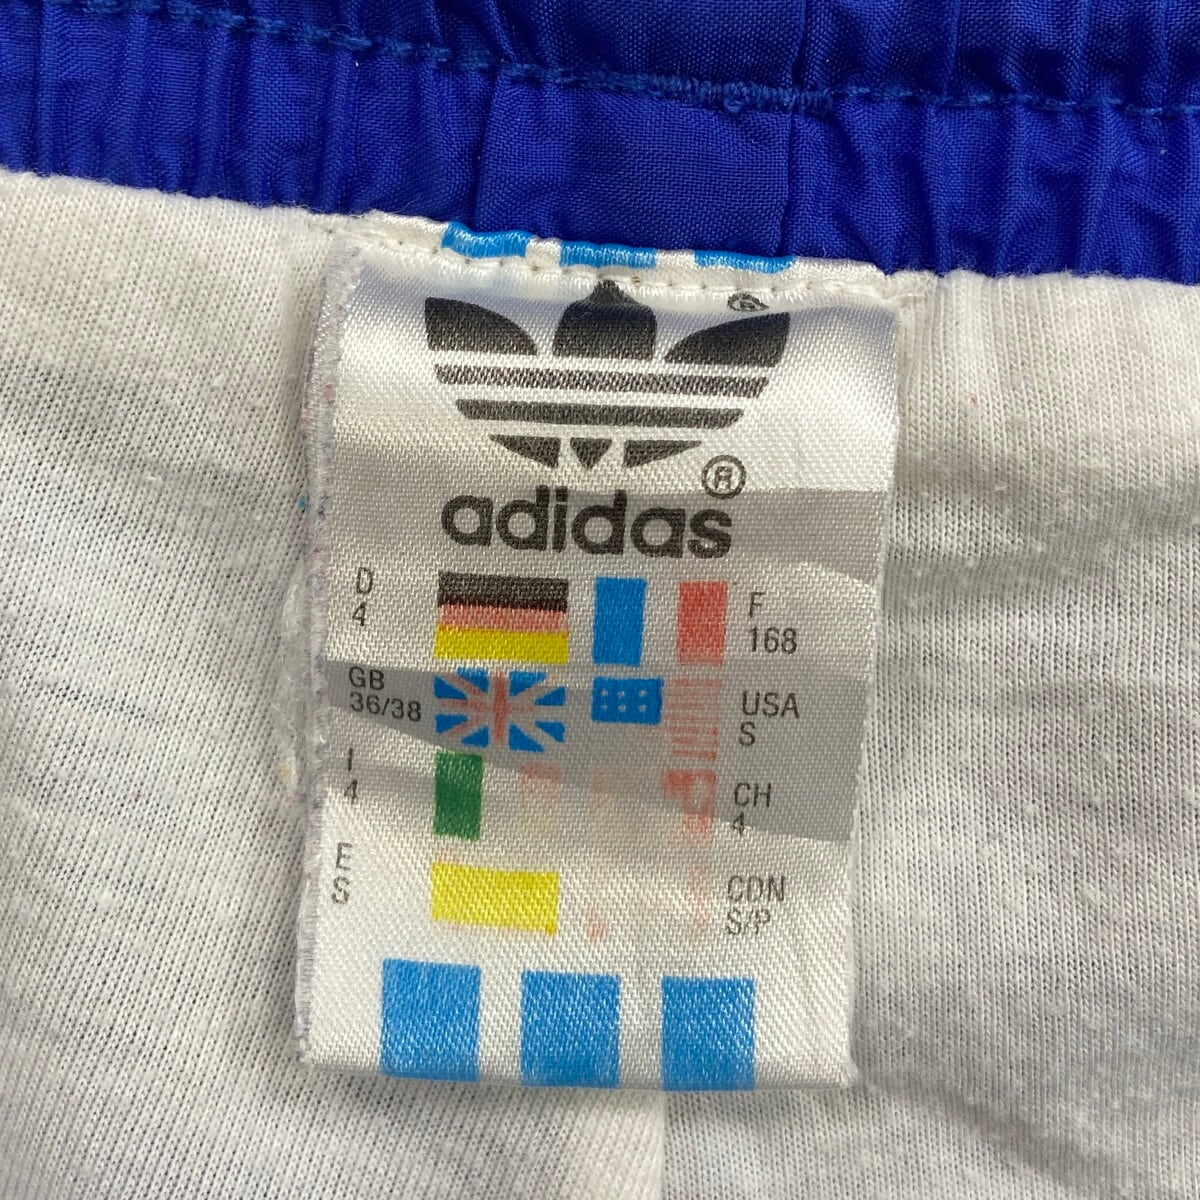 ®
®
adidas
D
4
F
168
GB
36/38
USA
S
I
4
CH
4
E
S
CDN
S/P